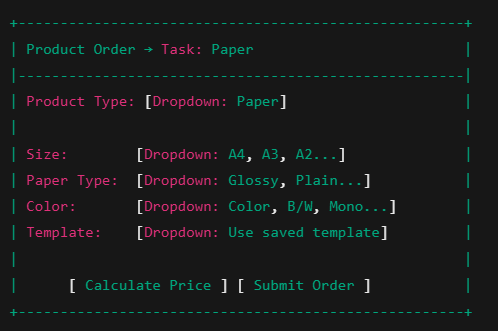 +-----------------------------------------------------+
| Product Order → Task: Paper                         |
|-----------------------------------------------------|
| Product Type: [Dropdown: Paper]                     |
|                                                     |
| Size:        [Dropdown: A4, A3, A2...]              |
| Paper Type:  [Dropdown: Glossy, Plain...]           |
| Color:       [Dropdown: Color, B/W, Mono...]        |
| Template:    [Dropdown: Use saved template]         |
|                                                     |
|     [ Calculate Price ] [ Submit Order ]            |
+-----------------------------------------------------+